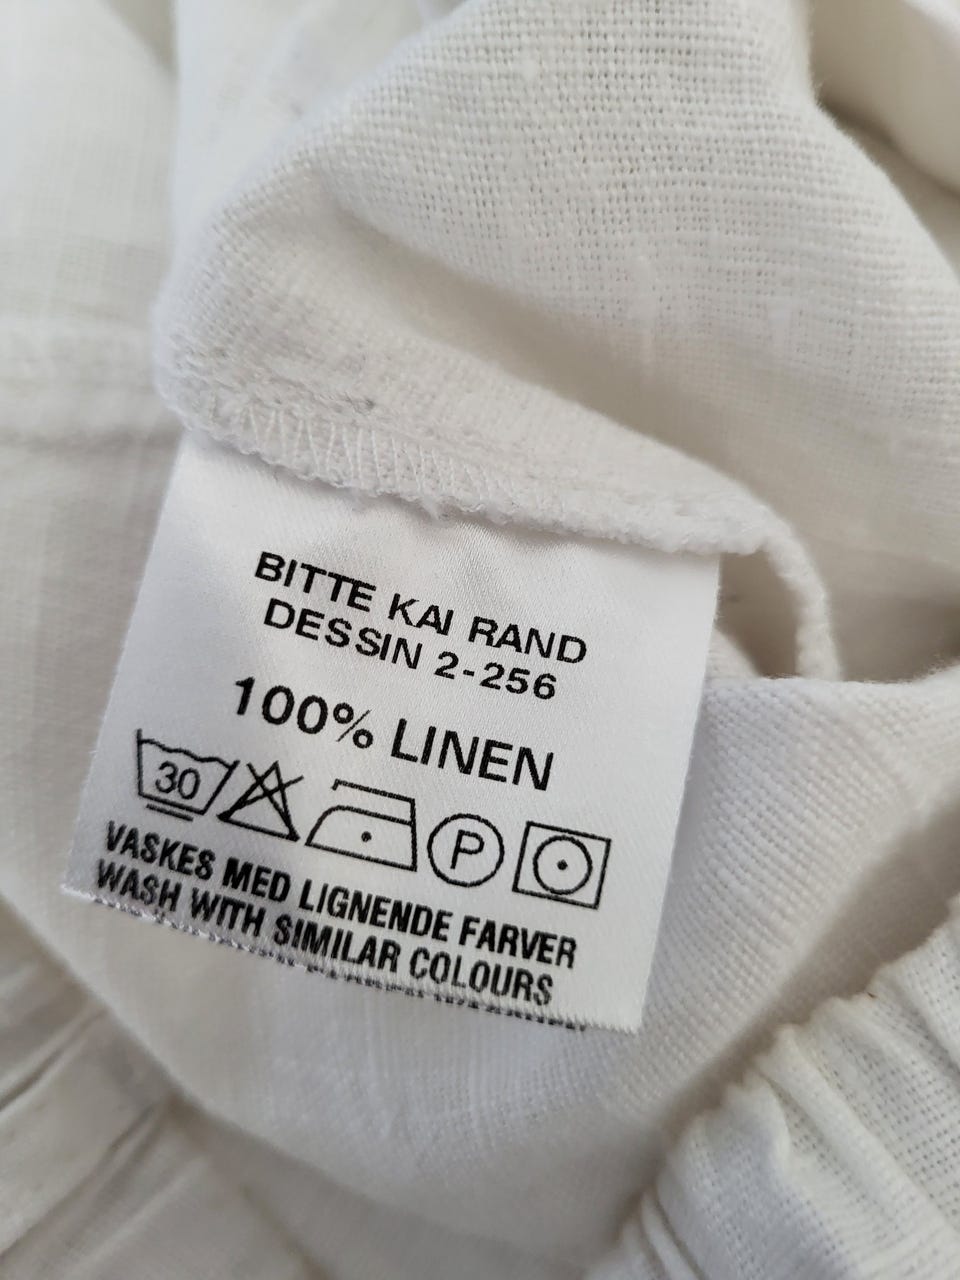 BITTE KAI RAND
DESSIN 2-256
100% LINEN
30 P
VASKES MED LIGNENDE FARVER
WASH WITH SIMILAR COLOURS